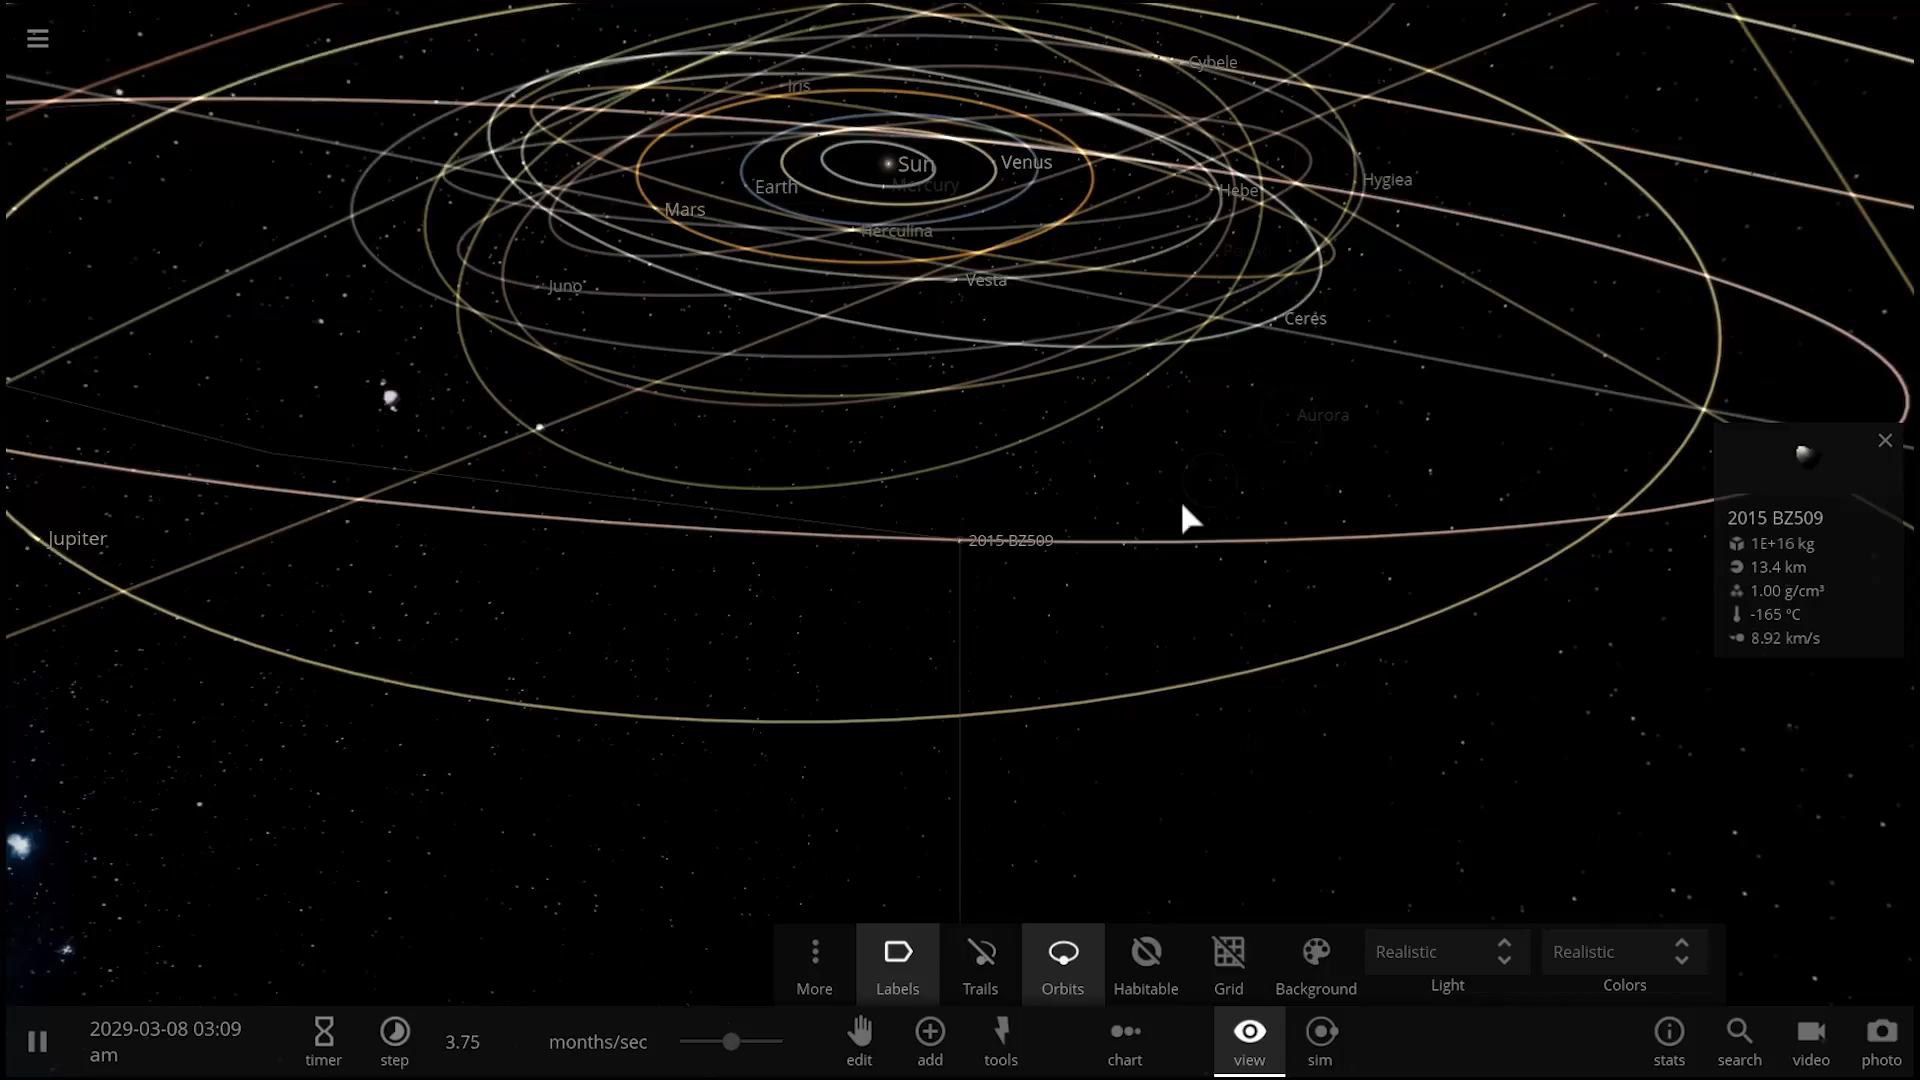 Cybele
Iris
Sun
Venus
Mercury
Earth
Hygiea
Hebe
Mars
Herculina
Vesta
Juno
Ceres
Aurora
Jupiter
2015 BZ509
2015 BZ509
1E+16 kg
13.4 km
1.00 g/cm³
-165 °C
8.92 km/s
More
Labels
Trails
Orbits
Habitable
Grid
Background
Realistic
Light
Realistic
Colors
2029-03-08 03:09
am
timer
step
3.75
months/sec
edit
add
tools
chart
view
sim
stats
search
video
photo